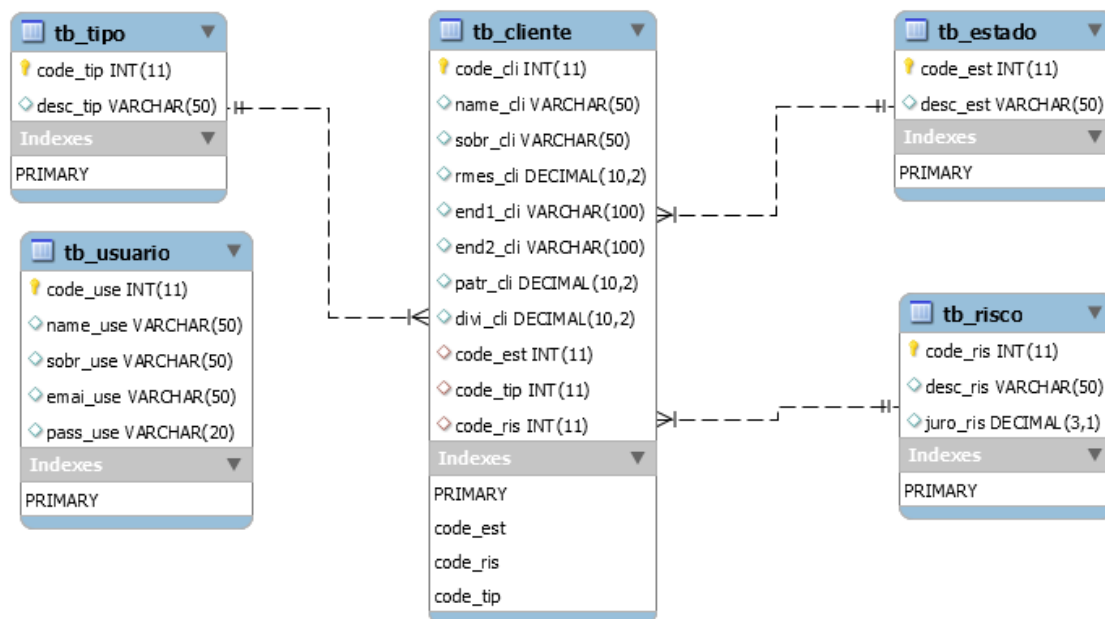 tb_tipo
code_tip INT(11)
desc_tip VARCHAR(50)
Indexes
PRIMARY
tb_usuario
code_use INT(11)
name_use VARCHAR(50)
sobr_use VARCHAR(50)
emai_use VARCHAR(50)
pass_use VARCHAR(20)
Indexes
PRIMARY
tb_cliente
code_cli INT(11)
name_cli VARCHAR(50)
sobr_cli VARCHAR(50)
rmes_cli DECIMAL(10,2)
end1_cli VARCHAR(100)
end2_cli VARCHAR(100)
patr_cli DECIMAL(10,2)
divi_cli DECIMAL(10,2)
code_est INT(11)
code_tip INT(11)
code_ris INT(11)
Indexes
PRIMARY
code_est
code_ris
code_tip
tb_estado
code_est INT(11)
desc_est VARCHAR(50)
Indexes
PRIMARY
tb_risco
code_ris INT(11)
desc_ris VARCHAR(50)
juro_ris DECIMAL(3,1)
Indexes
PRIMARY